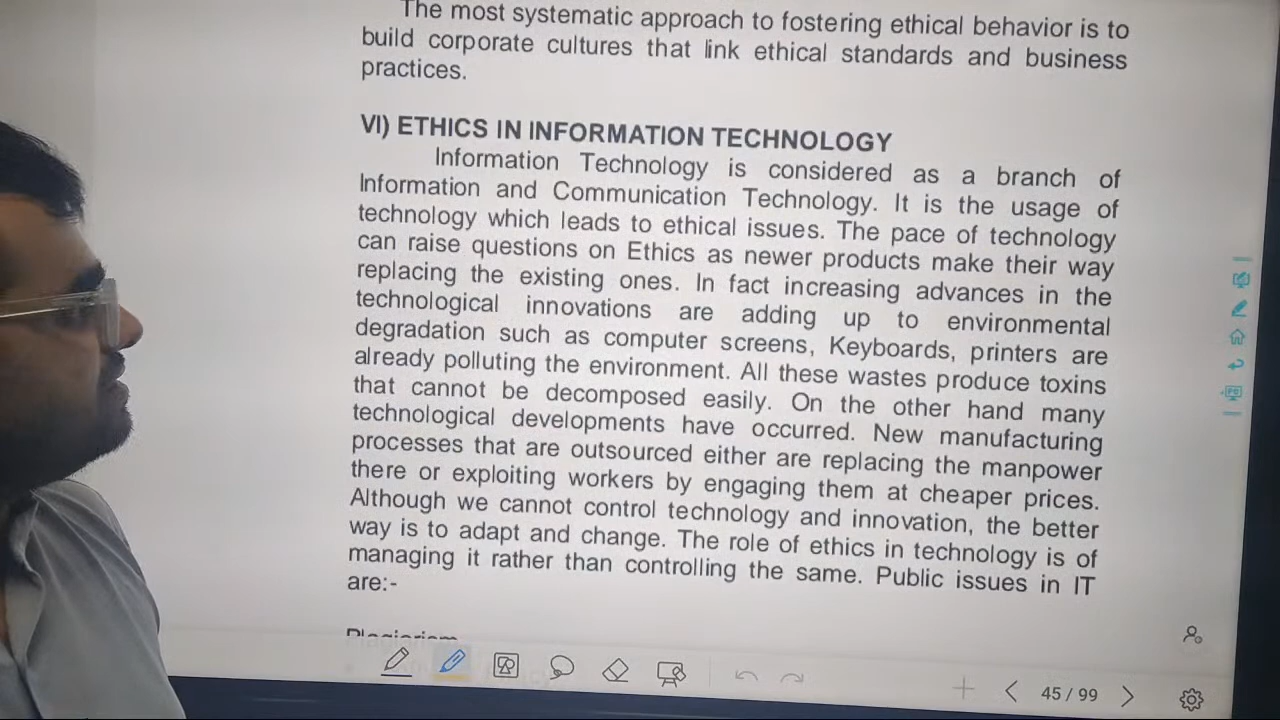 The most systematic approach to fostering ethical behavior is to
build corporate cultures that link ethical standards and business
practices.
VI) ETHICS IN INFORMATION TECHNOLOGY
Information Technology is considered as a branch of
Information and Communication Technology. It is the usage of
technology which leads to ethical issues. The pace of technology
can raise questions on Ethics as newer products make their way
replacing the existing ones. In fact increasing advances in the
technological innovations are adding up to environmental
degradation such as computer screens, Keyboards, printers are
already polluting the environment. All these wastes produce toxins
that cannot be decomposed easily. On the other hand many
technological developments have occurred. New manufacturing
processes that are outsourced either are replacing the manpower
there or exploiting workers by engaging them at cheaper prices.
Although we cannot control technology and innovation, the better
way is to adapt and change. The role of ethics in technology is of
managing it rather than controlling the same. Public issues in IT
are:-
Plagiarism
45 / 99